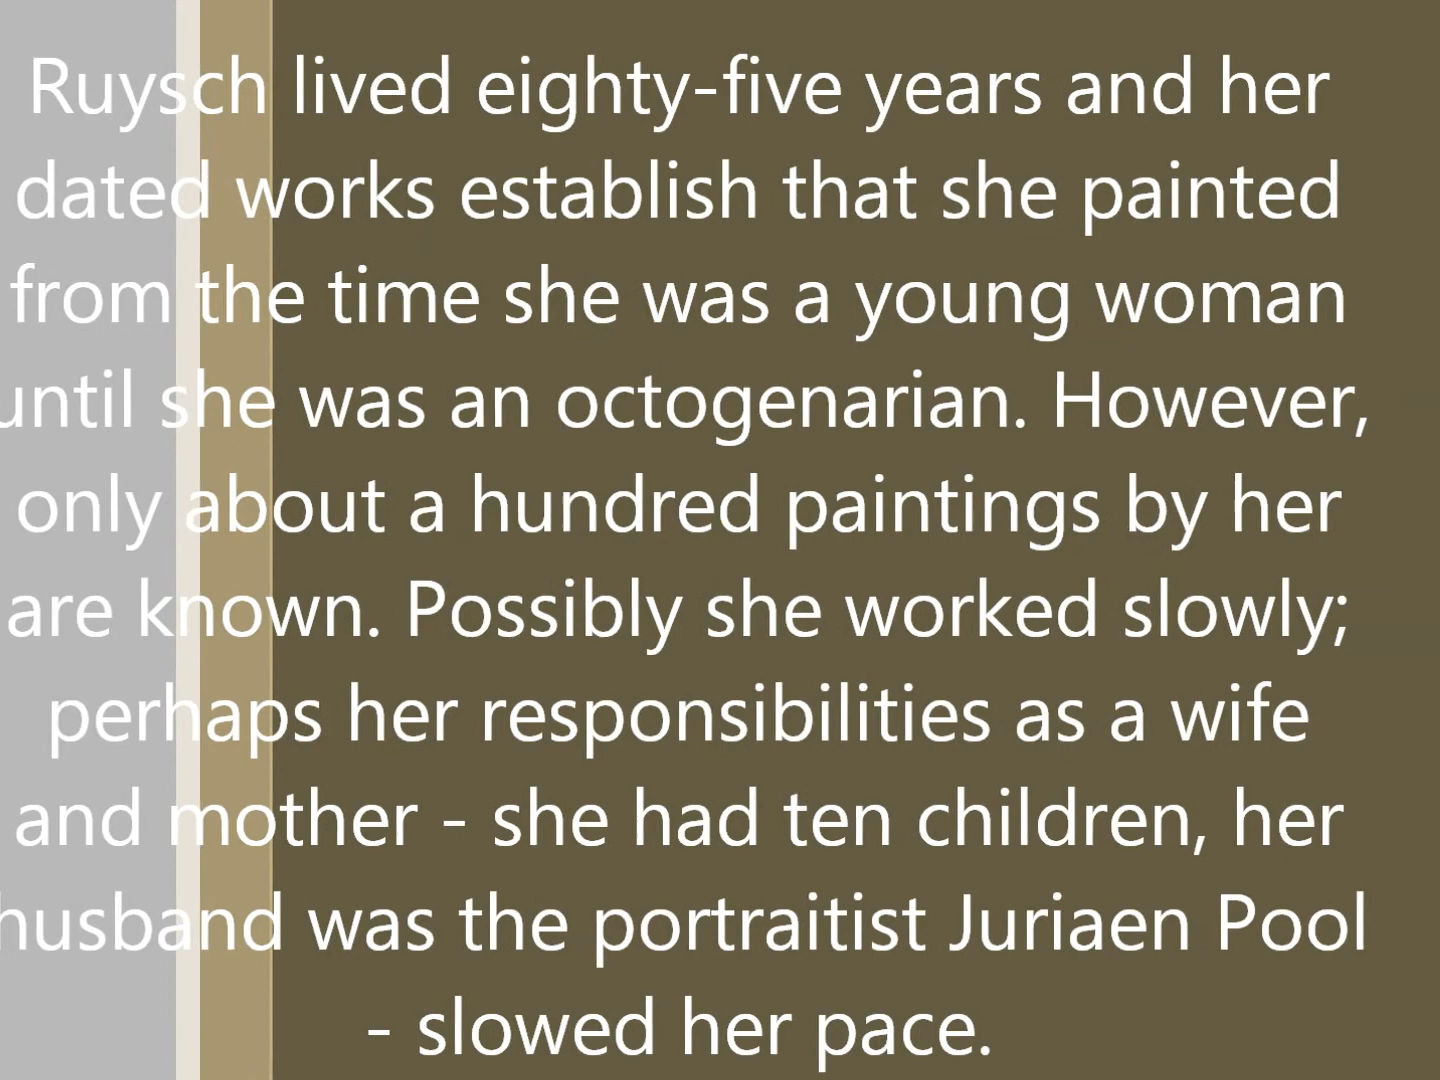 Ruysch lived eighty-five years and her
dated works establish that she painted
from the time she was a young woman
until she was an octogenarian. However,
only about a hundred paintings by her
are known. Possibly she worked slowly;
perhaps her responsibilities as a wife
and mother - she had ten children, her
husband was the portraitist Juriaen Pool
- slowed her pace.